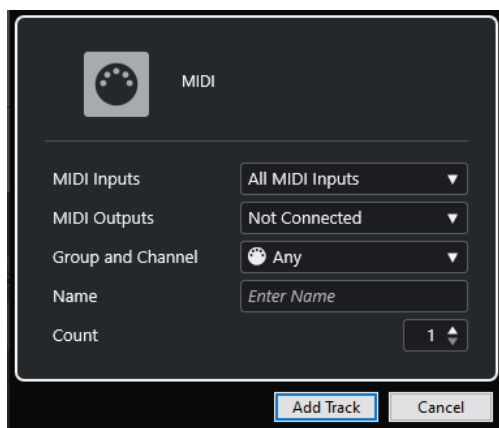 MIDI
MIDI Inputs All MIDI Inputs
MIDI Outputs Not Connected
Group and Channel Any
Name Enter Name
Count 1
Add Track Cancel